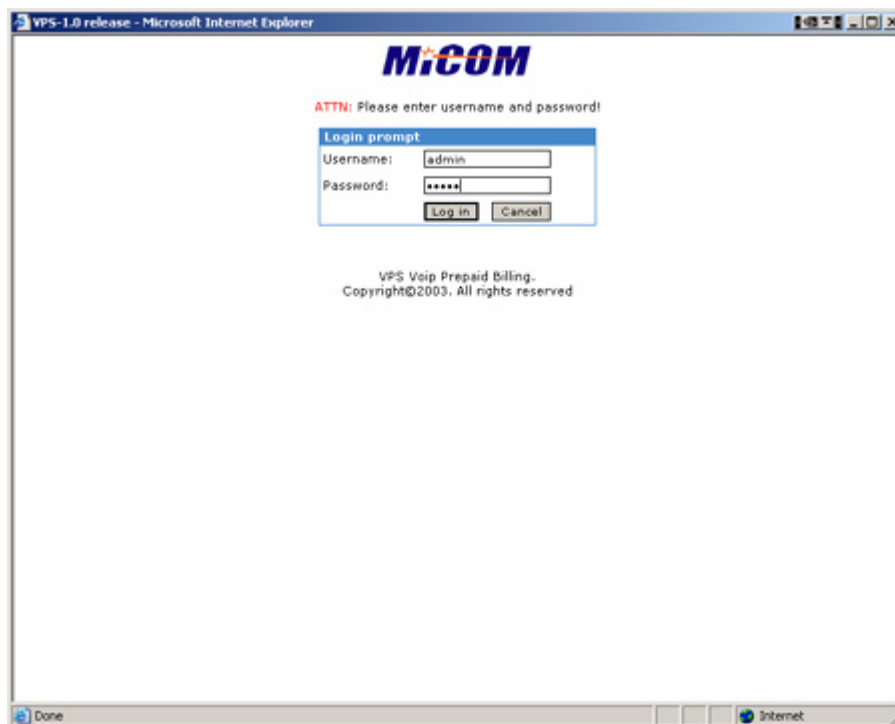 VPS-1.0 release - Microsoft Internet Explorer
MiCOM
ATTN: Please enter username and password!
Login prompt
Username: admin
Password: •••••
Log in Cancel
VPS Voip Prepaid Billing.
Copyright©2003. All rights reserved
Done Internet